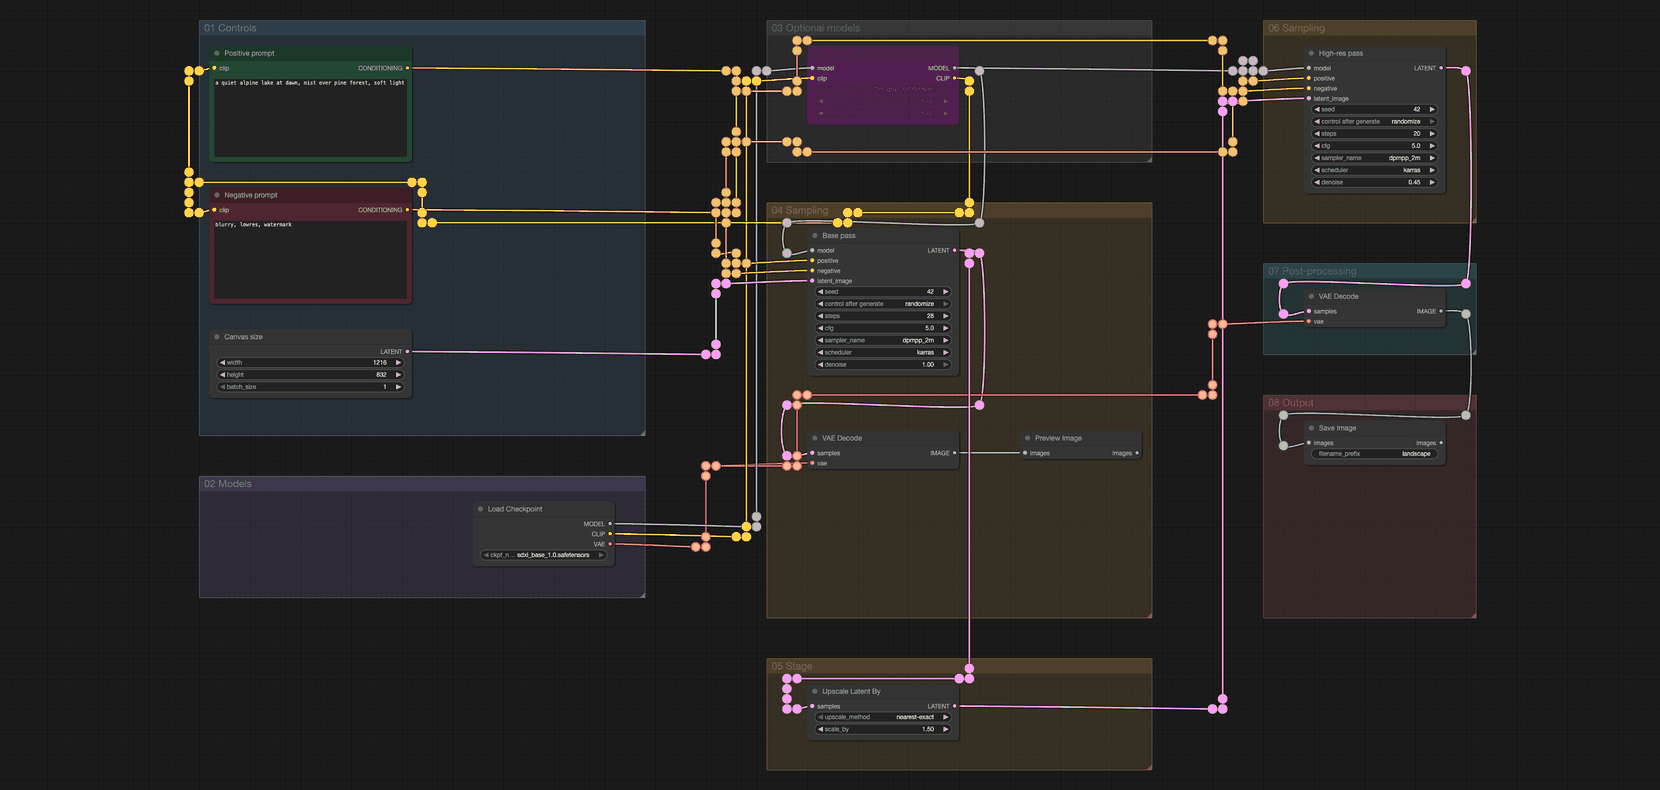 01 Controls
Positive prompt
clip
CONDITIONING
a quiet alpine lake at dawn, mist over pine forest, soft light
Negative prompt
clip
CONDITIONING
blurry, lowres, watermark
Canvas size
LATENT
width 1216
height 832
batch_size 1
02 Models
Load Checkpoint
MODEL
CLIP
VAE
ckpt_n... sdxl_base_1.0.safetensors
03 Optional models
model MODEL
clip CLIP
04 Sampling
Base pass
model LATENT
positive
negative
latent_image
seed 42
control after generate randomize
steps 28
cfg 5.0
sampler_name dpmpp_2m
scheduler karras
denoise 1.00
VAE Decode
samples IMAGE
vae
Preview Image
images images
05 Stage
Upscale Latent By
samples LATENT
upscale_method nearest-exact
scale_by 1.50
06 Sampling
High-res pass
model LATENT
positive
negative
latent_image
seed 42
control after generate randomize
steps 20
cfg 5.0
sampler_name dpmpp_2m
scheduler karras
denoise 0.45
07 Post-processing
VAE Decode
samples IMAGE
vae
08 Output
Save Image
images images
filename_prefix landscape